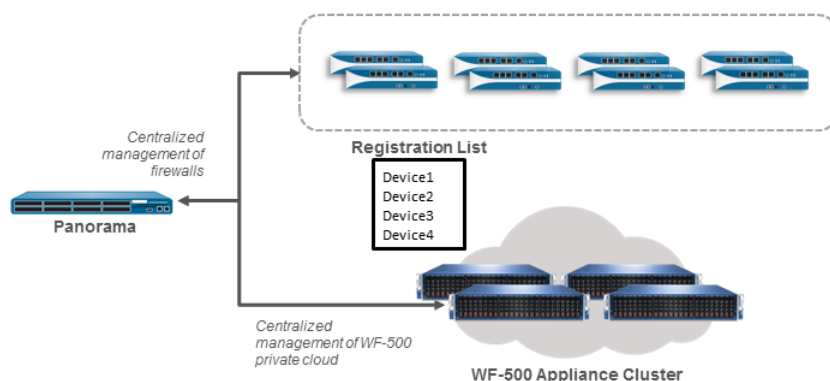 Centralized
management of
firewalls
Registration List
Device1
Device2
Device3
Device4
Panorama
Centralized
management of WF-500
private cloud
WF-500 Appliance Cluster